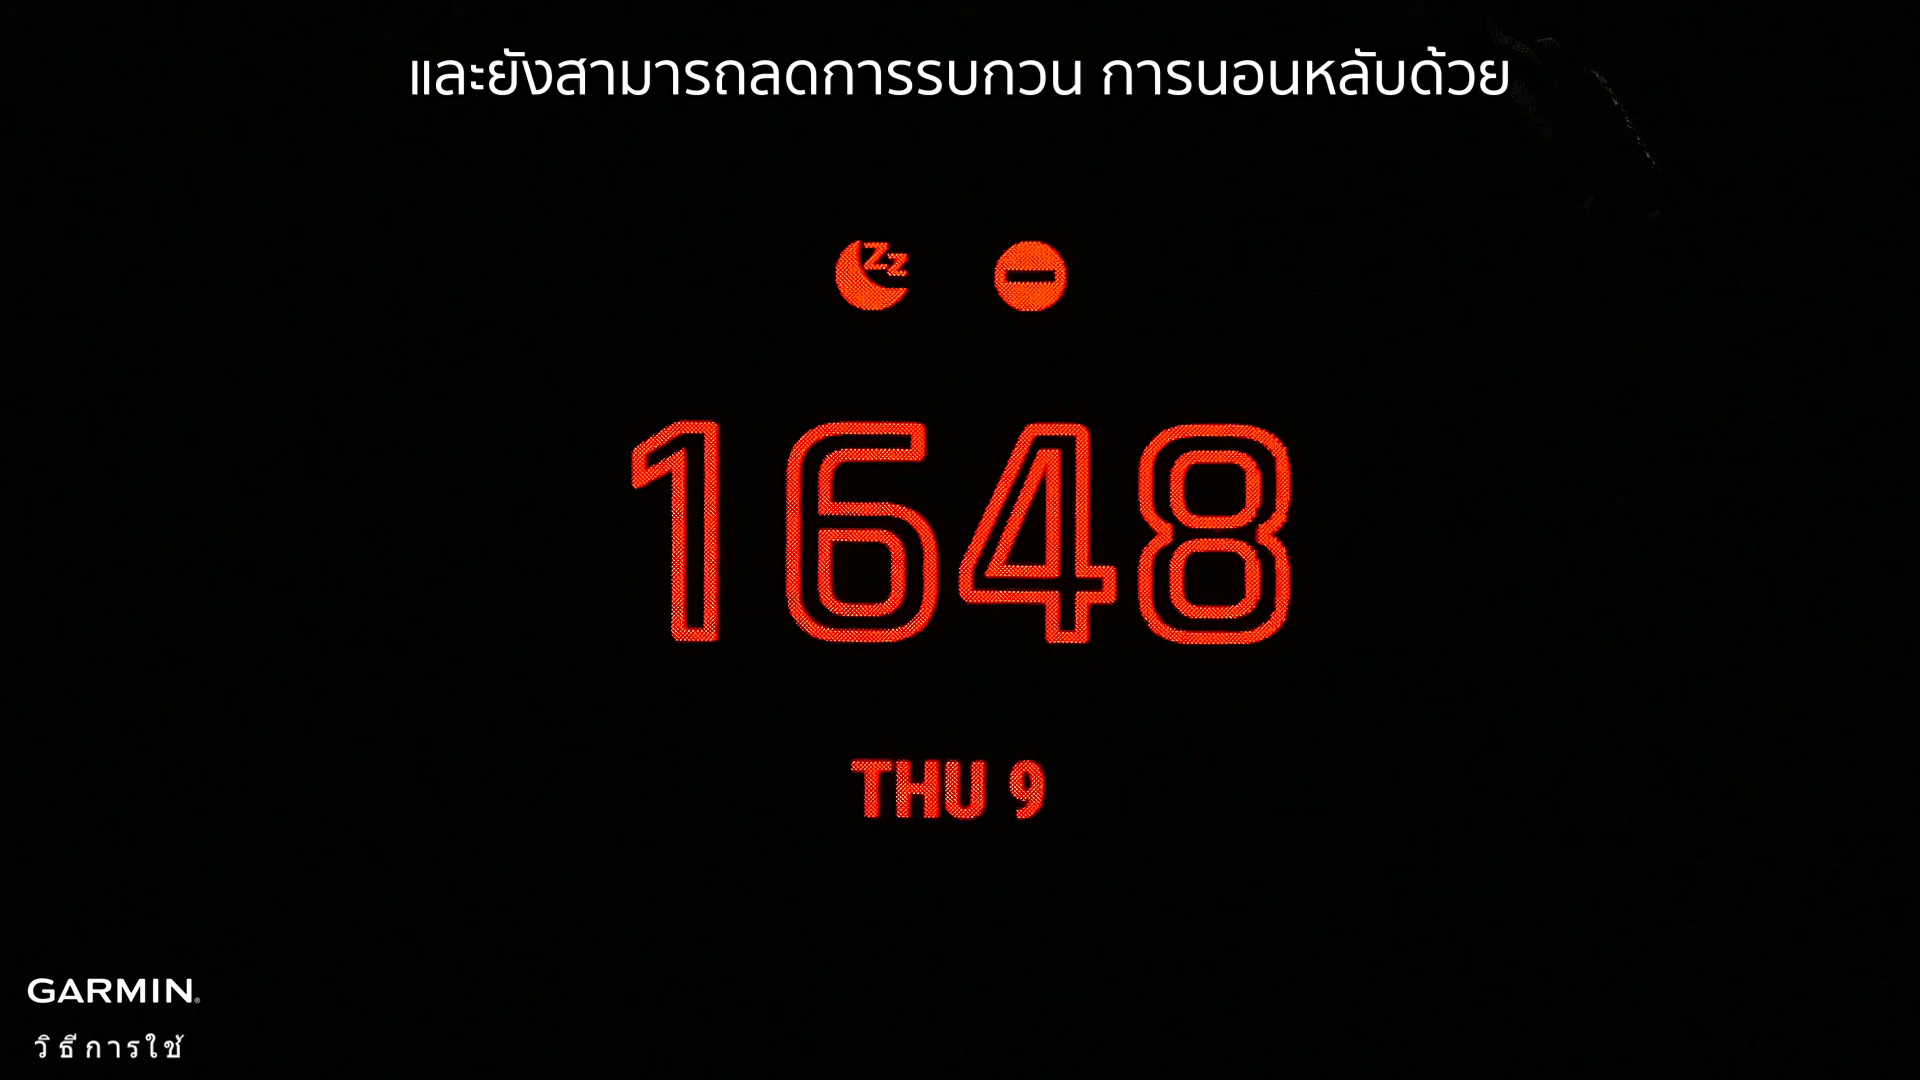 และยังสามารถลดการรบกวน การนอนหลับด้วย
zz
1648
THU 9
GARMIN®
วิธีการใช้